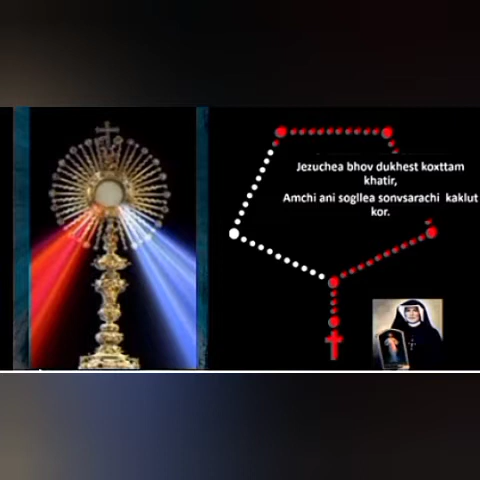 Jezuchea bhov dukhest koxttam
khatir,
Amchi ani sogllea sonvsarachi kaklut
kor.